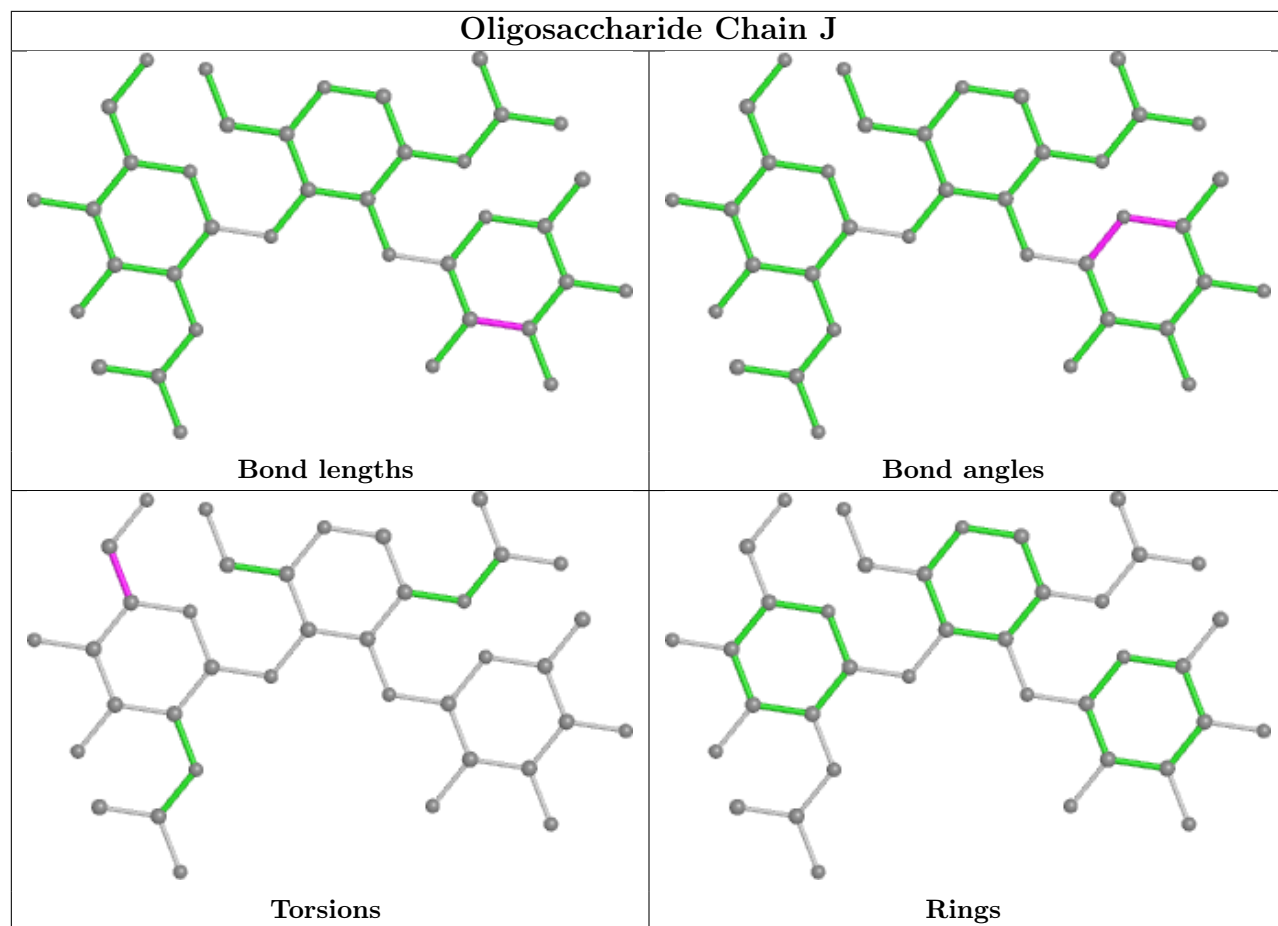 Oligosaccharide Chain J
Bond lengths
Bond angles
Torsions
Rings